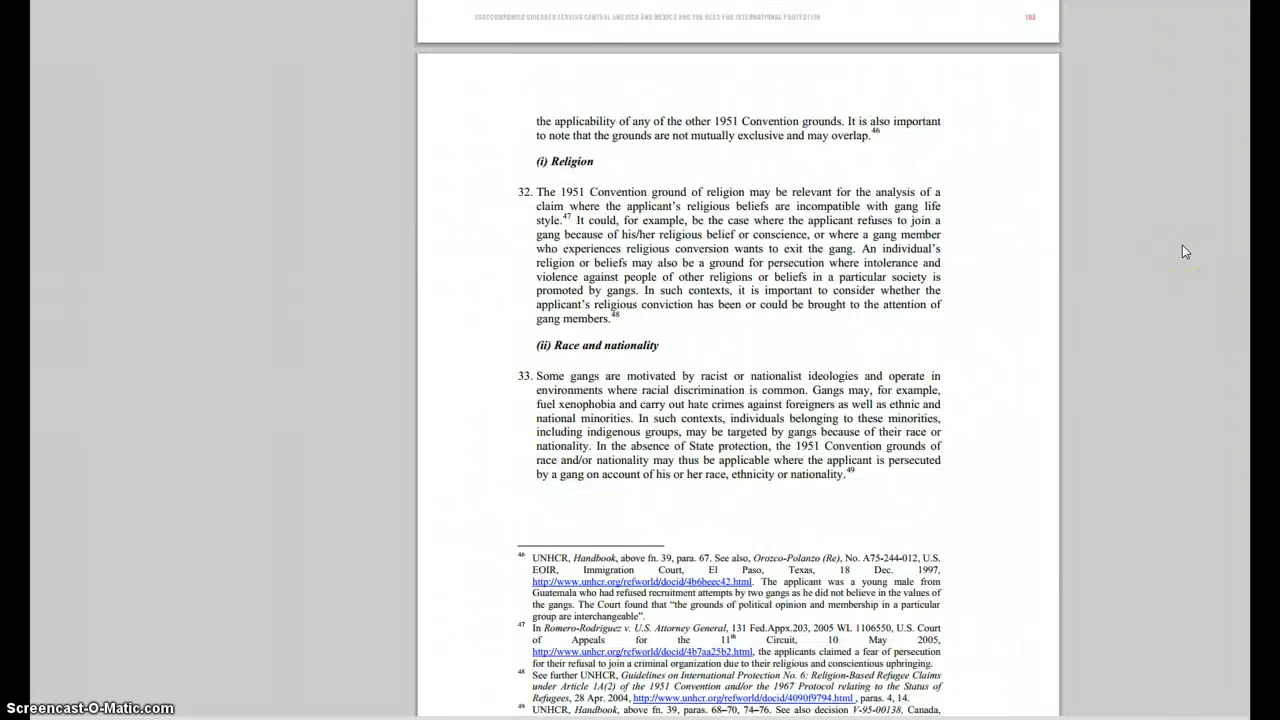 UNACCOMPANIED CHILDREN LEAVING CENTRAL AMERICA AND MEXICO AND THE NEED FOR INTERNATIONAL PROTECTION
103
the applicability of any of the other 1951 Convention grounds. It is also important
to note that the grounds are not mutually exclusive and may overlap.46
(i) Religion
32. The 1951 Convention ground of religion may be relevant for the analysis of a
claim where the applicant's religious beliefs are incompatible with gang life
style.47 It could, for example, be the case where the applicant refuses to join a
gang because of his/her religious belief or conscience, or where a gang member
who experiences religious conversion wants to exit the gang. An individual's
religion or beliefs may also be a ground for persecution where intolerance and
violence against people of other religions or beliefs in a particular society is
promoted by gangs. In such contexts, it is important to consider whether the
applicant's religious conviction has been or could be brought to the attention of
gang members.48
(ii) Race and nationality
33. Some gangs are motivated by racist or nationalist ideologies and operate in
environments where racial discrimination is common. Gangs may, for example,
fuel xenophobia and carry out hate crimes against foreigners as well as ethnic and
national minorities. In such contexts, individuals belonging to these minorities,
including indigenous groups, may be targeted by gangs because of their race or
nationality. In the absence of State protection, the 1951 Convention grounds of
race and/or nationality may thus be applicable where the applicant is persecuted
by a gang on account of his or her race, ethnicity or nationality.49
46 UNHCR, Handbook, above fn. 39, para. 67. See also, Orozco-Polanzo (Re), No. A75-244-012, U.S.
EOIR, Immigration Court, El Paso, Texas, 18 Dec. 1997,
http://www.unhcr.org/refworld/docid/4b6beec42.html. The applicant was a young male from
Guatemala who had refused recruitment attempts by two gangs as he did not believe in the values of
the gangs. The Court found that "the grounds of political opinion and membership in a particular
group are interchangeable".
47 In Romero-Rodriguez v. U.S. Attorney General, 131 Fed.Appx.203, 2005 WL 1106550, U.S. Court
of Appeals for the 11th Circuit, 10 May 2005,
http://www.unhcr.org/refworld/docid/4b7aa25b2.html, the applicants claimed a fear of persecution
for their refusal to join a criminal organization due to their religious and conscientious upbringing.
48 See further UNHCR, Guidelines on International Protection No. 6: Religion-Based Refugee Claims
under Article 1A(2) of the 1951 Convention and/or the 1967 Protocol relating to the Status of
Refugees, 28 Apr. 2004, http://www.unhcr.org/refworld/docid/4090f9794.html , paras. 4, 14.
49 UNHCR, Handbook, above fn. 39, paras. 68–70, 74–76. See also decision V-95-00138, Canada,
Screencast-O-Matic.com